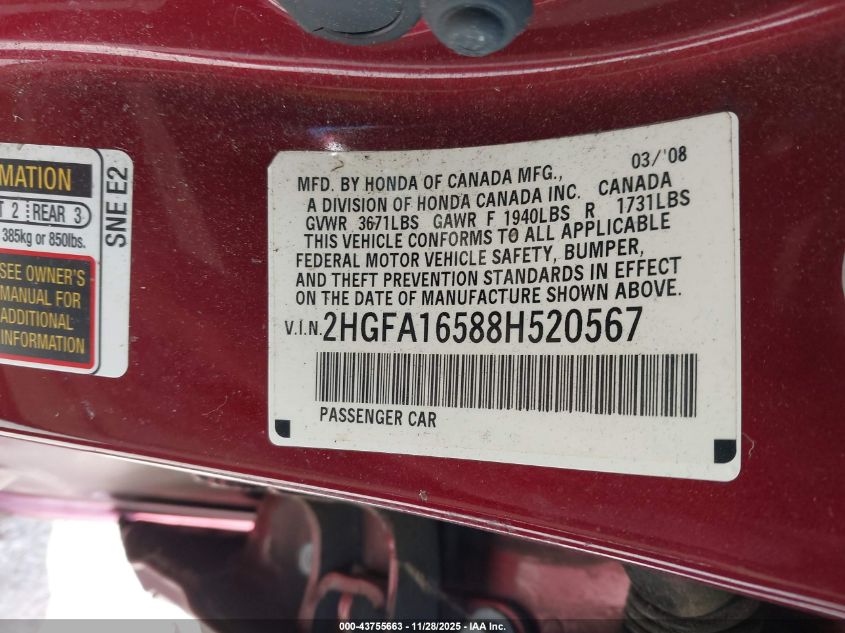 MATION
T 2 REAR 3
385kg or 850lbs.
SEE OWNER'S
MANUAL FOR
ADDITIONAL
INFORMATION
SNE E2
03/'08
MFD. BY HONDA OF CANADA MFG.,
A DIVISION OF HONDA CANADA INC. CANADA
GVWR 3671LBS GAWR F 1940LBS R 1731LBS
THIS VEHICLE CONFORMS TO ALL APPLICABLE
FEDERAL MOTOR VEHICLE SAFETY, BUMPER,
AND THEFT PREVENTION STANDARDS IN EFFECT
ON THE DATE OF MANUFACTURE SHOWN ABOVE.
V.I.N. 2HGFA16588H520567
PASSENGER CAR
000-43755663 - 11/28/2025 - IAA Inc.